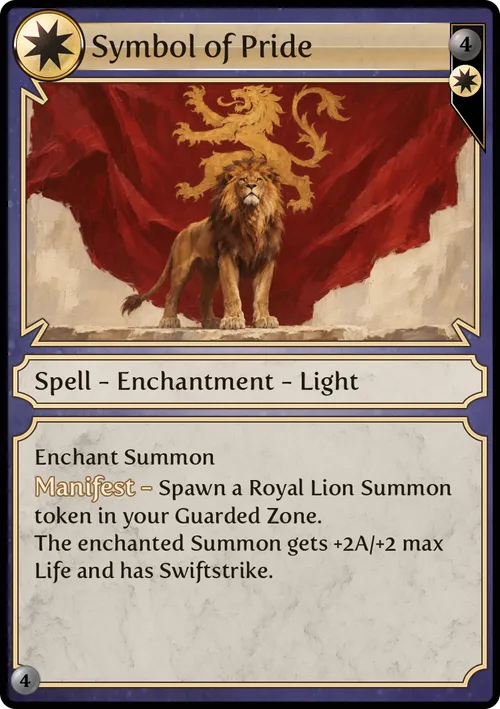 Symbol of Pride
4
Spell - Enchantment - Light
Enchant Summon
Manifest - Spawn a Royal Lion Summon
token in your Guarded Zone.
The enchanted Summon gets +2A/+2 max
Life and has Swiftstrike.
4